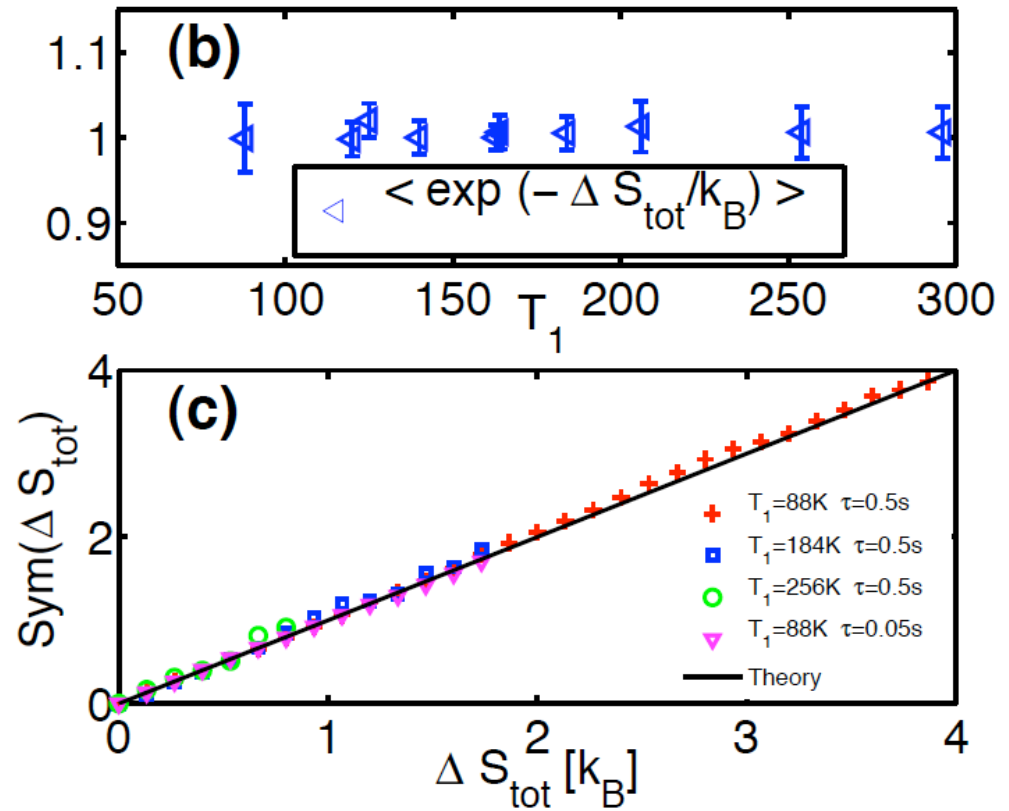 (b)
1.1
1
0.9
< exp (− Δ S_tot/k_B) >
50 100 150 200 250 300
T_1
(c)
Sym(Δ S_tot)
4
2
0
T_1=88K τ=0.5s
T_1=184K τ=0.5s
T_1=256K τ=0.5s
T_1=88K τ=0.05s
Theory
0 1 2 3 4
Δ S_tot [k_B]